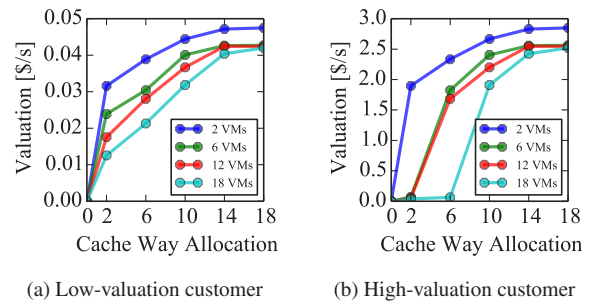 Valuation [$/s]
0.05
0.04
0.03
0.02
0.01
0.00
2 VMs
6 VMs
12 VMs
18 VMs
0 2 6 10 14 18
Cache Way Allocation
(a) Low-valuation customer
Valuation [$/s]
3.0
2.5
2.0
1.5
1.0
0.5
0.0
2 VMs
6 VMs
12 VMs
18 VMs
0 2 6 10 14 18
Cache Way Allocation
(b) High-valuation customer